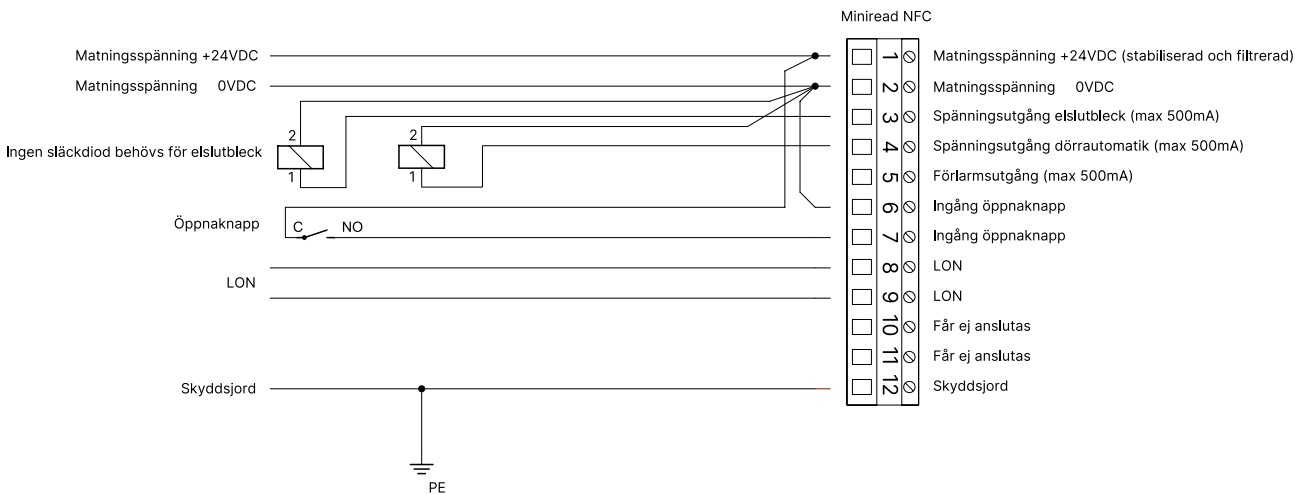 Miniread NFC
Matningsspänning +24VDC
1
Matningsspänning +24VDC (stabiliserad och filtrerad)
Matningsspänning 0VDC
2
Matningsspänning 0VDC
3
Spänningsutgång elslutbleck (max 500mA)
2
2
Ingen släckdiod behövs för elslutbleck
4
Spänningsutgång dörrautomatik (max 500mA)
1
1
5
Förlarmsutgång (max 500mA)
6
Ingång öppnaknapp
Öppnaknapp
C
NO
7
Ingång öppnaknapp
8
LON
LON
9
LON
10
Får ej anslutas
11
Får ej anslutas
Skyddsjord
12
Skyddsjord
PE